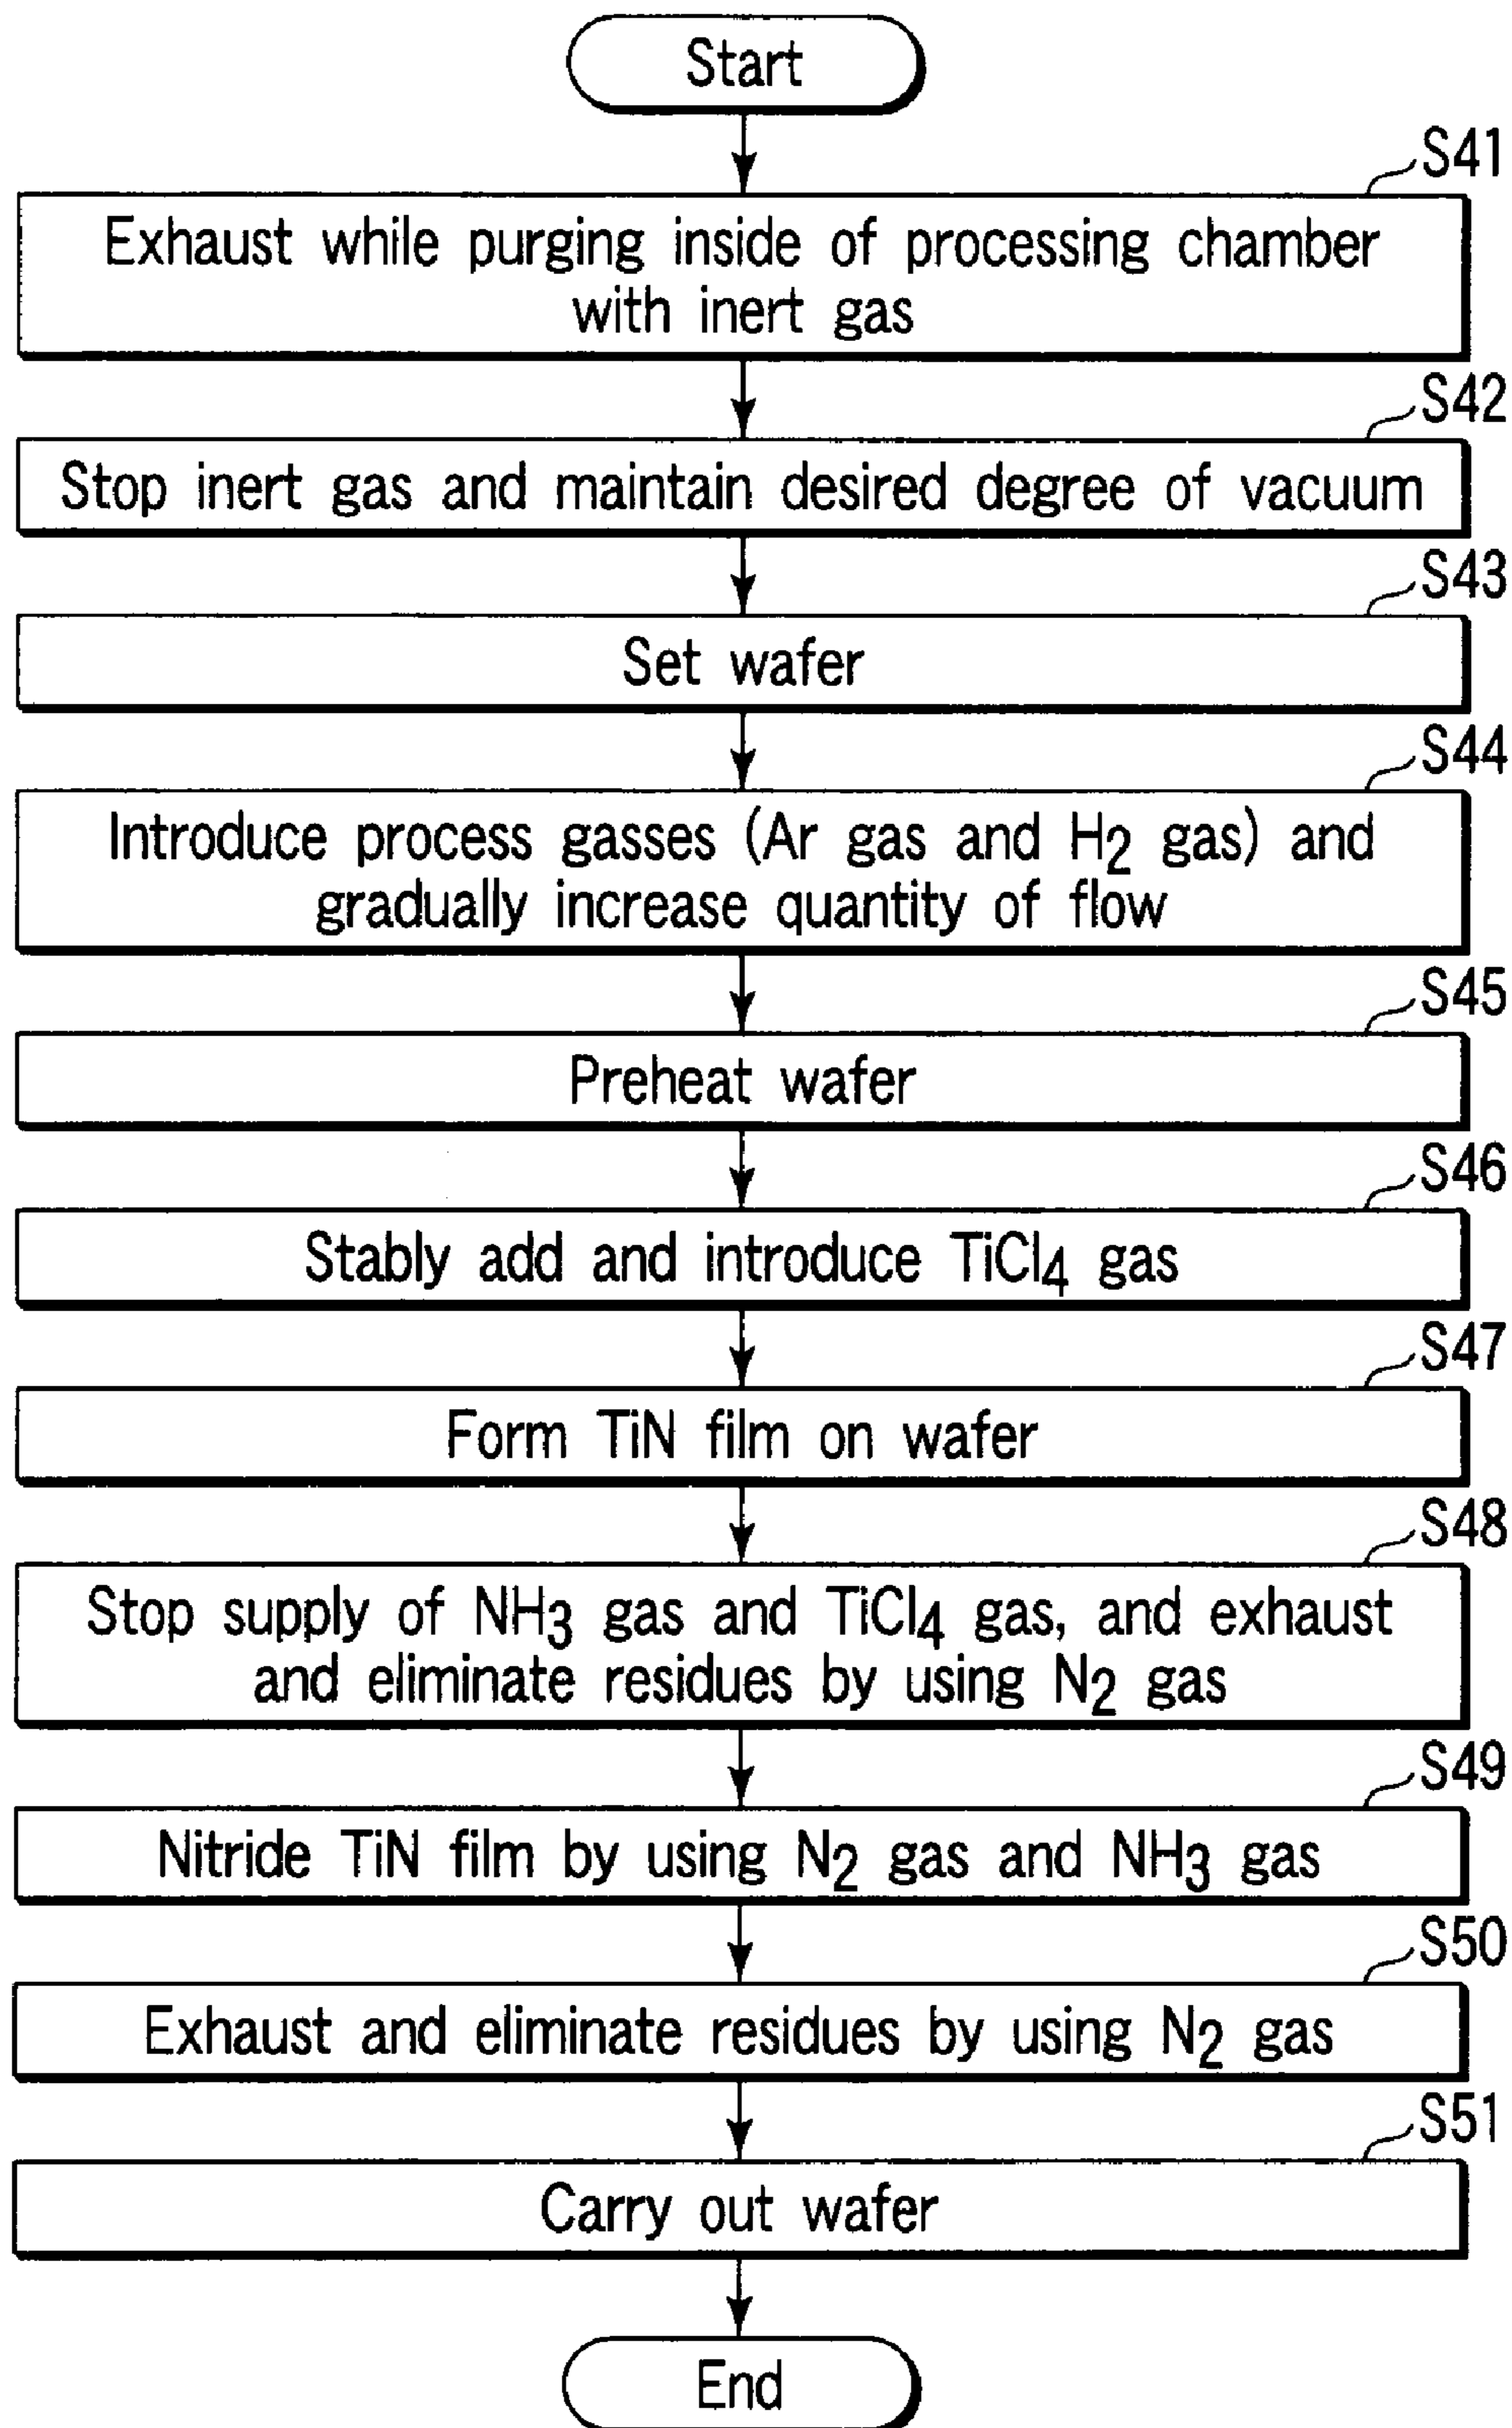 Start
S41
Exhaust while purging inside of processing chamber
with inert gas
S42
Stop inert gas and maintain desired degree of vacuum
S43
Set wafer
S44
Introduce process gasses (Ar gas and H2 gas) and
gradually increase quantity of flow
S45
Preheat wafer
S46
Stably add and introduce TiCl4 gas
S47
Form TiN film on wafer
S48
Stop supply of NH3 gas and TiCl4 gas, and exhaust
and eliminate residues by using N2 gas
S49
Nitride TiN film by using N2 gas and NH3 gas
S50
Exhaust and eliminate residues by using N2 gas
S51
Carry out wafer
End